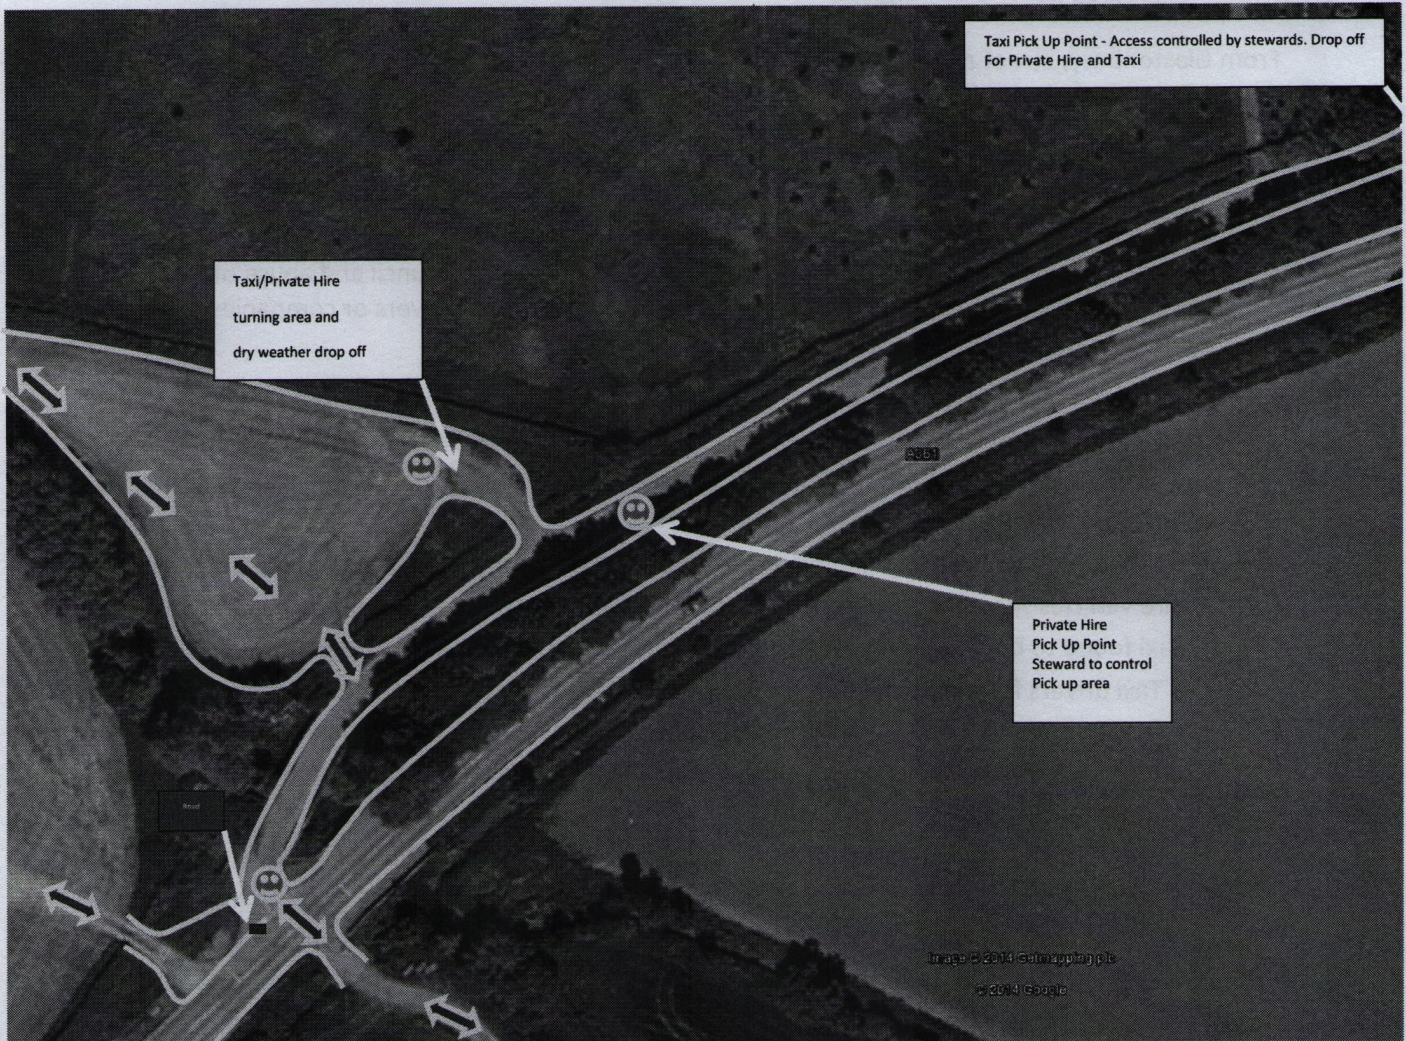 Taxi Pick Up Point - Access controlled by stewards. Drop off
For Private Hire and Taxi
Taxi/Private Hire
turning area and
dry weather drop off
A361
Private Hire
Pick Up Point
Steward to control
Pick up area
Road
Image © 2014 Getmapping plc
© 2014 Google